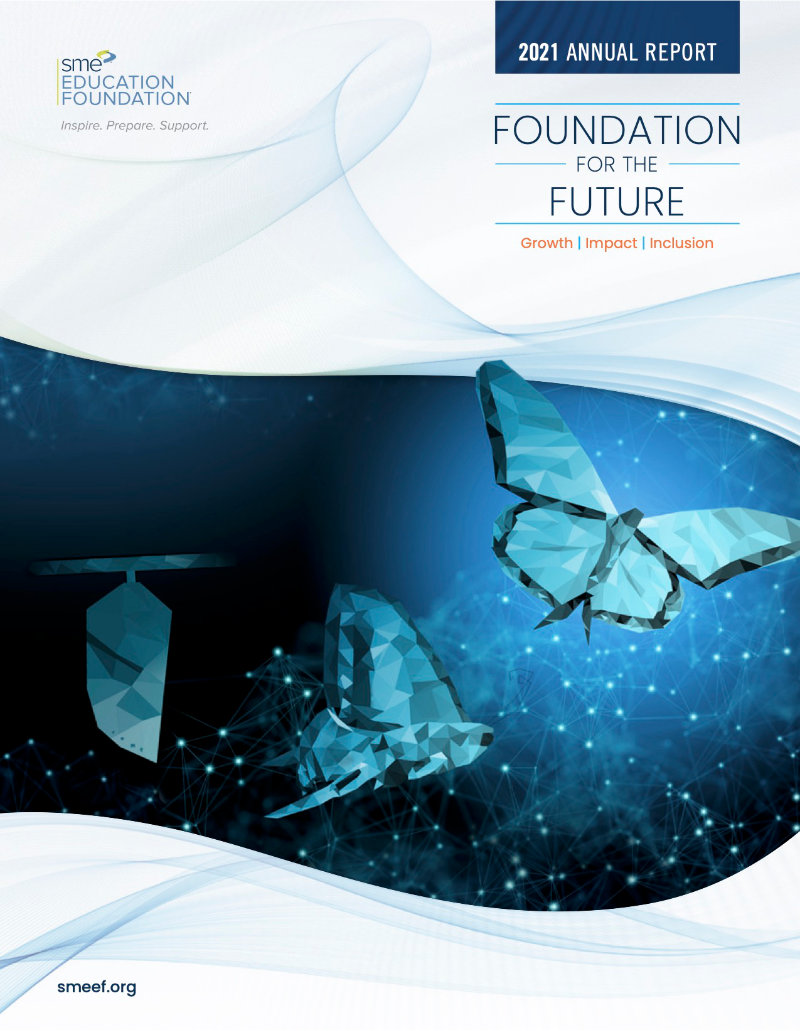 sme
EDUCATION
FOUNDATION
Inspire. Prepare. Support.
2021 ANNUAL REPORT
FOUNDATION
FOR THE
FUTURE
Growth | Impact | Inclusion
smeef.org